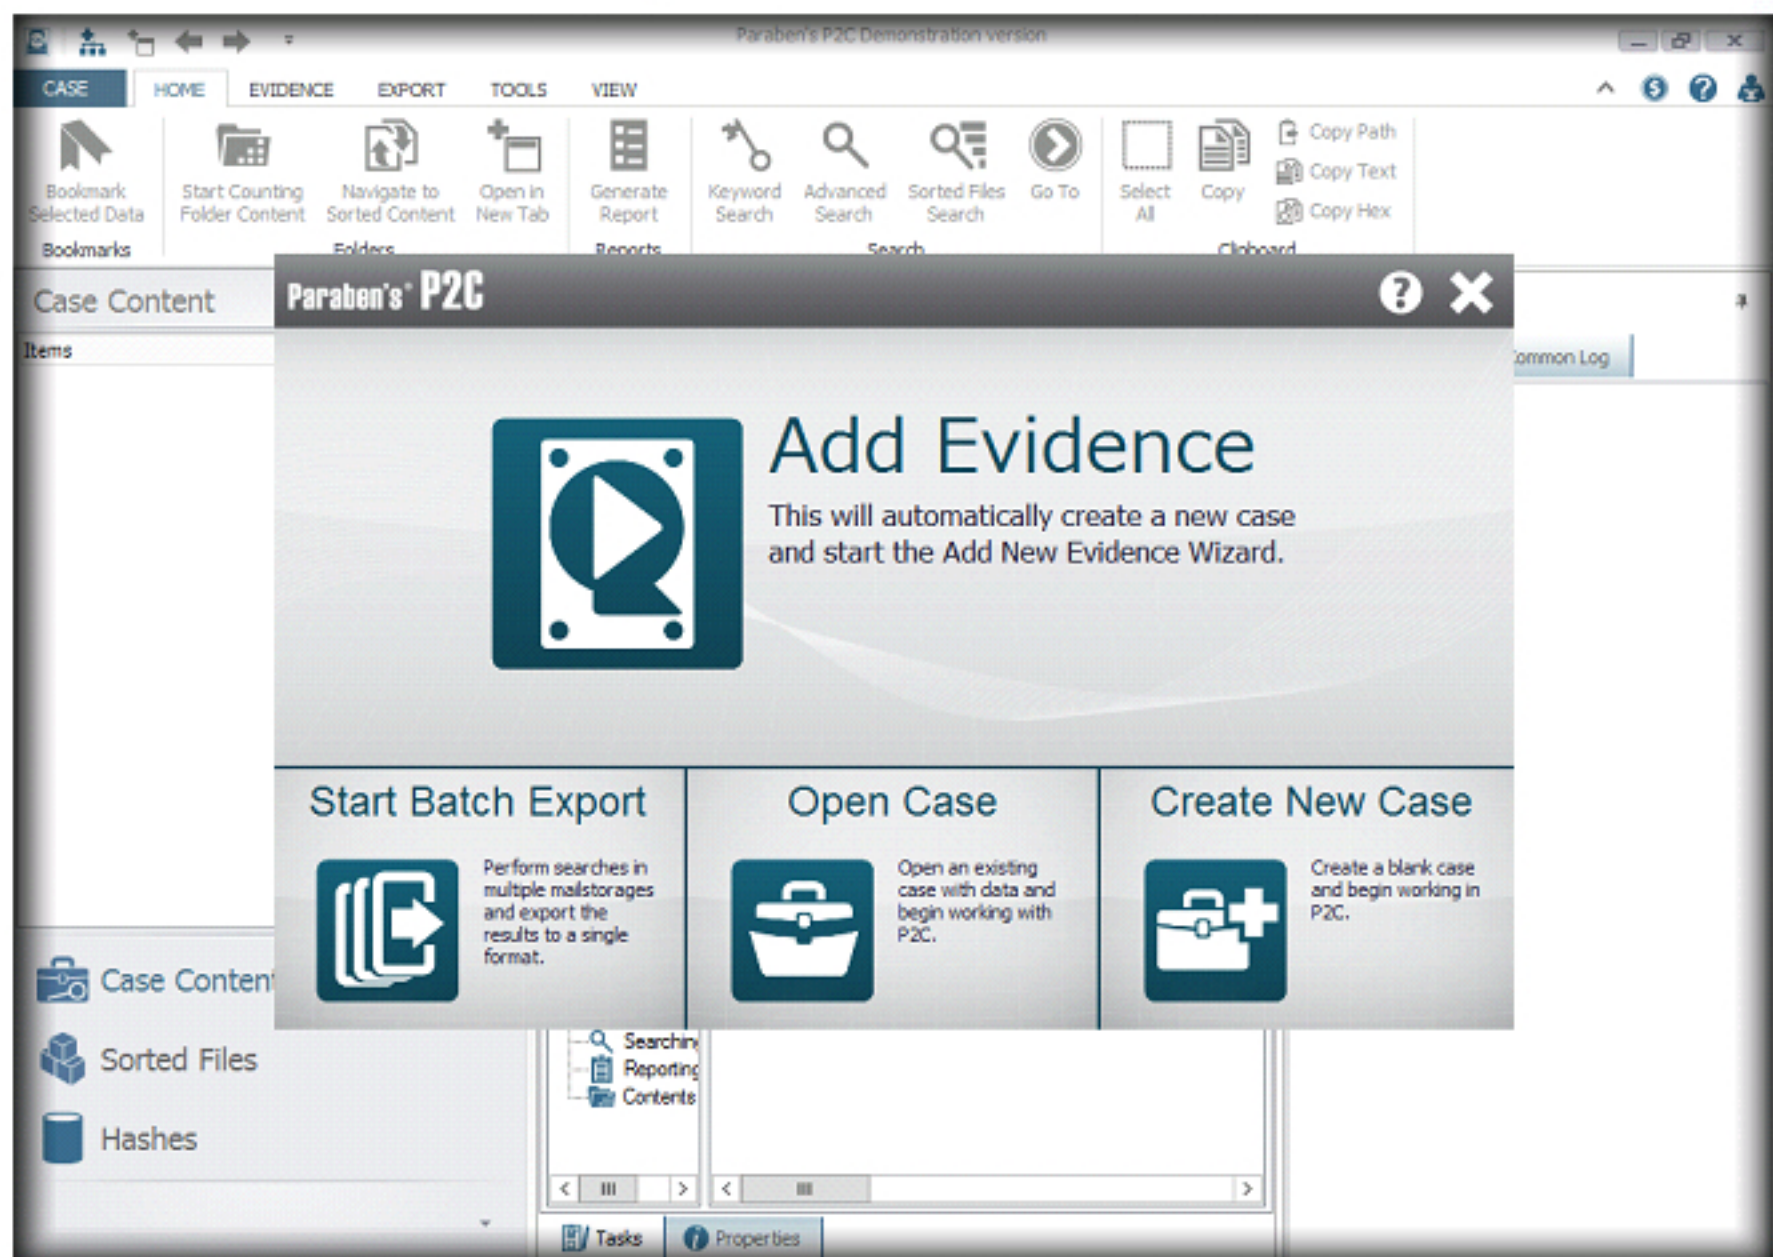 Paraben's P2C Demonstration version
CASE
HOME
EVIDENCE
EXPORT
TOOLS
VIEW
Bookmark
Selected Data
Start Counting
Folder Content
Navigate to
Sorted Content
Open in
New Tab
Generate
Report
Keyword
Search
Advanced
Search
Sorted Files
Search
Go To
Select
All
Copy
Copy Path
Copy Text
Copy Hex
Bookmarks
Folders
Reports
Search
Clipboard
Case Content
Items
Paraben's® P2C
Common Log
Add Evidence
This will automatically create a new case
and start the Add New Evidence Wizard.
Start Batch Export
Perform searches in
multiple mailstorages
and export the
results to a single
format.
Open Case
Open an existing
case with data and
begin working with
P2C.
Create New Case
Create a blank case
and begin working in
P2C.
Case Content
Sorted Files
Hashes
Searching
Reporting
Contents
Tasks
Properties